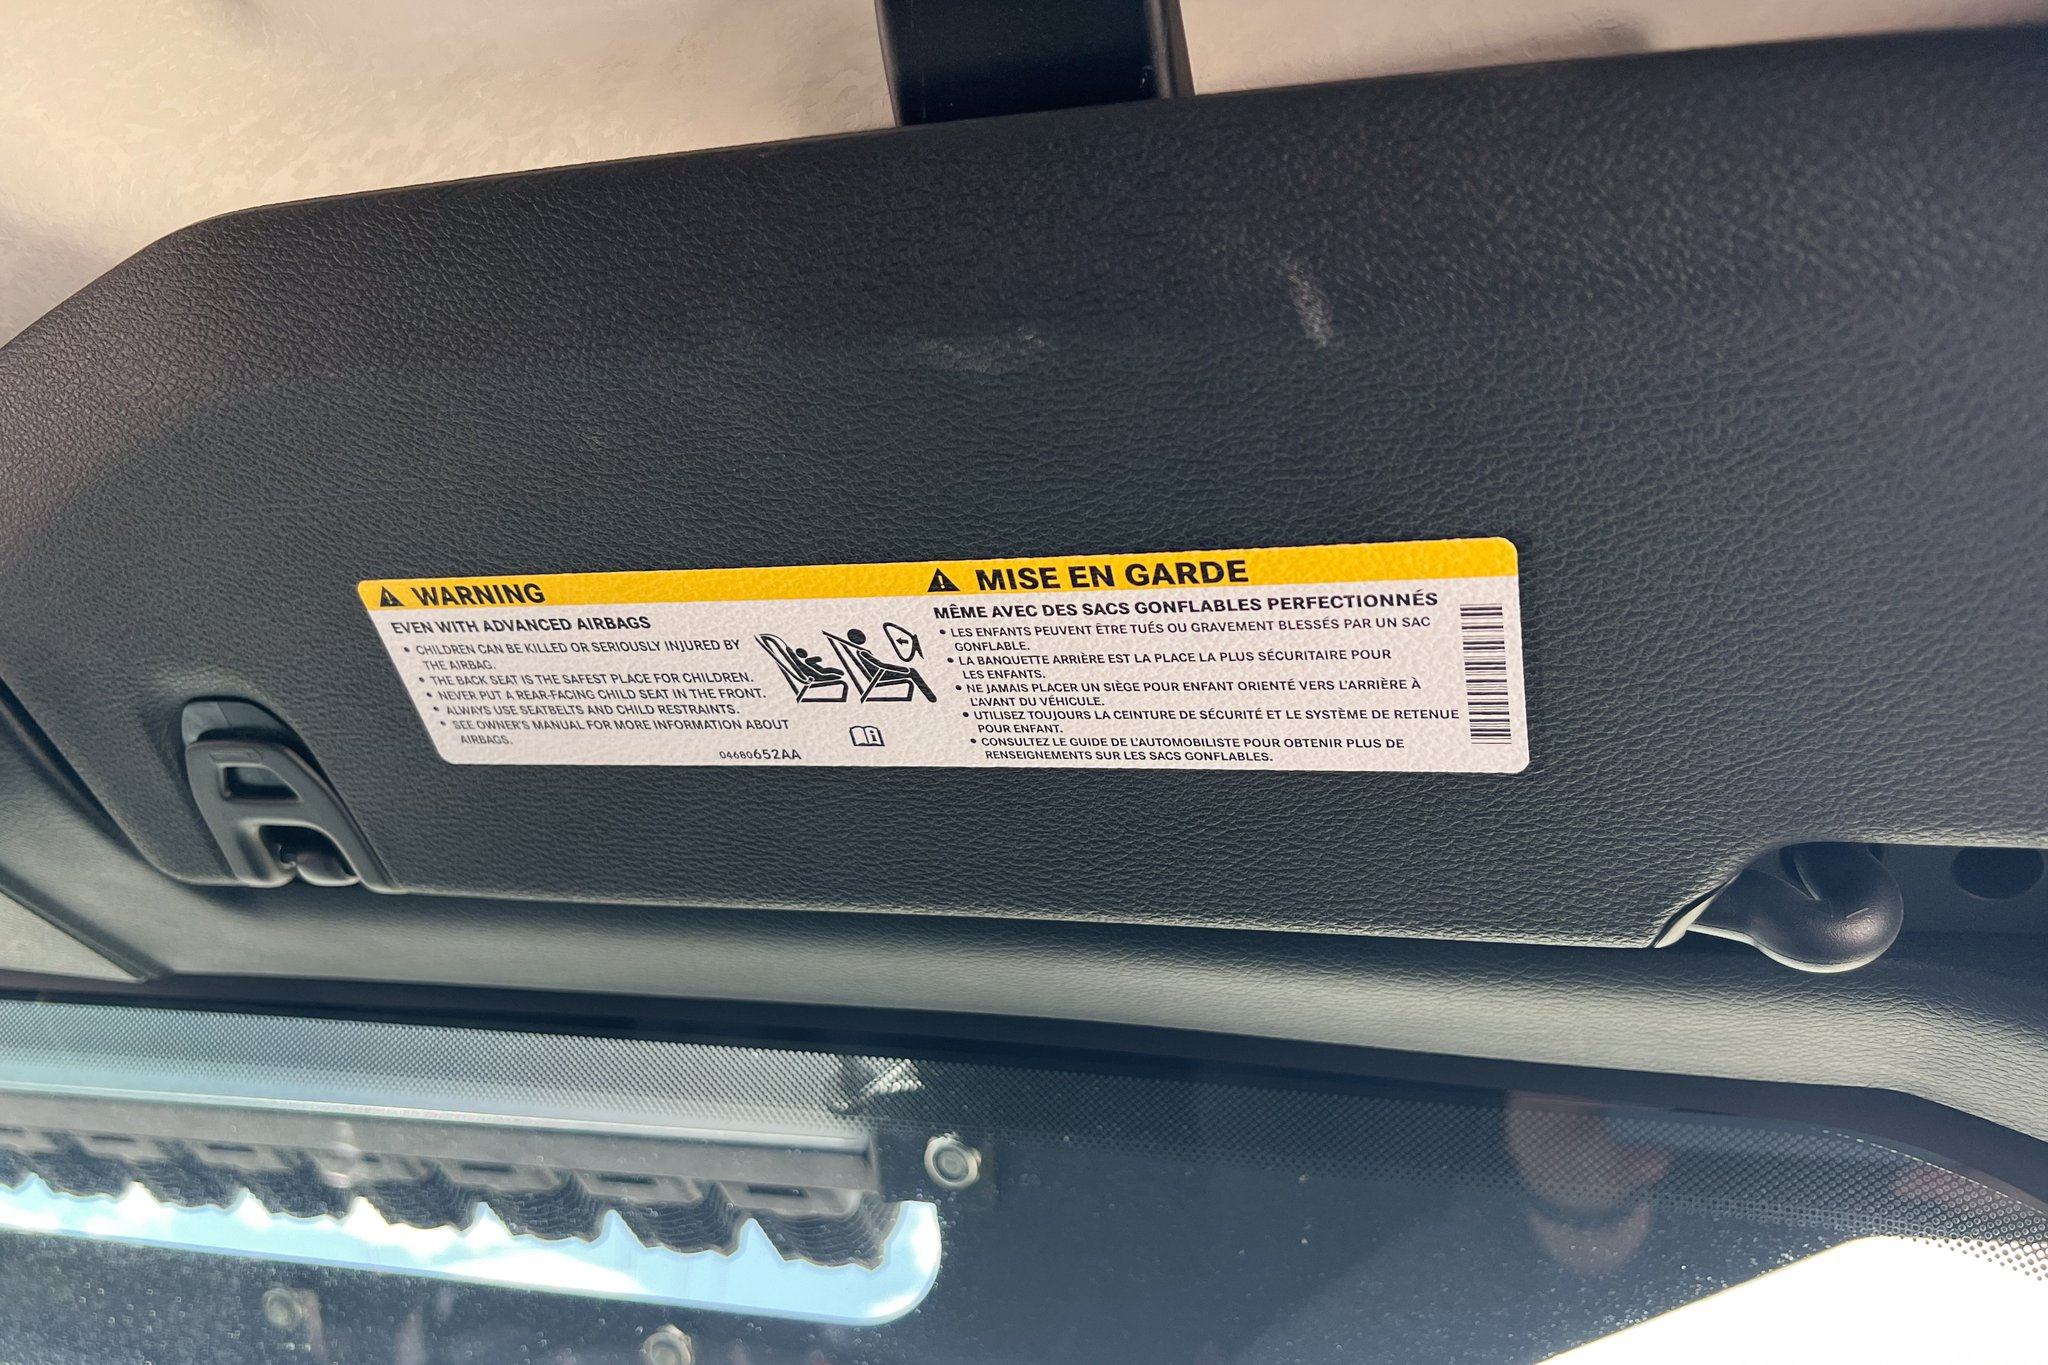 WARNING
EVEN WITH ADVANCED AIRBAGS
• CHILDREN CAN BE KILLED OR SERIOUSLY INJURED BY
THE AIRBAG.
• THE BACK SEAT IS THE SAFEST PLACE FOR CHILDREN.
• NEVER PUT A REAR-FACING CHILD SEAT IN THE FRONT.
• ALWAYS USE SEATBELTS AND CHILD RESTRAINTS.
• SEE OWNER'S MANUAL FOR MORE INFORMATION ABOUT
AIRBAGS.
04680652AA
MISE EN GARDE
MÊME AVEC DES SACS GONFLABLES PERFECTIONNÉS
• LES ENFANTS PEUVENT ÊTRE TUÉS OU GRAVEMENT BLESSÉS PAR UN SAC
GONFLABLE.
• LA BANQUETTE ARRIÈRE EST LA PLACE LA PLUS SÉCURITAIRE POUR
LES ENFANTS.
• NE JAMAIS PLACER UN SIÈGE POUR ENFANT ORIENTÉ VERS L'ARRIÈRE À
L'AVANT DU VÉHICULE.
• UTILISEZ TOUJOURS LA CEINTURE DE SÉCURITÉ ET LE SYSTÈME DE RETENUE
POUR ENFANT.
• CONSULTEZ LE GUIDE DE L'AUTOMOBILISTE POUR OBTENIR PLUS DE
RENSEIGNEMENTS SUR LES SACS GONFLABLES.